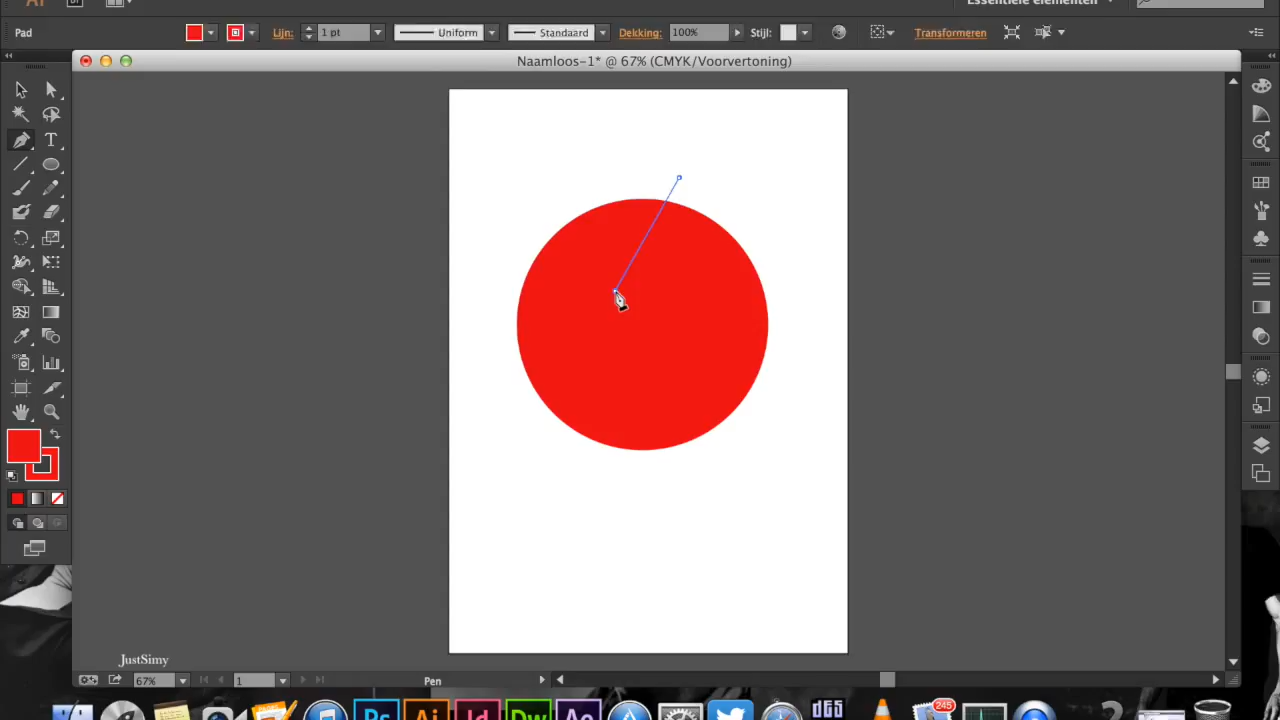 Essentiële elementen
Pad
Lijn:
1 pt
Uniform
Standaard
Dekking:
100%
Stijl:
Transformeren
Naamloos-1* @ 67% (CMYK/Voorvertoning)
T
JustSimy
67%
1
Pen
245
Ps
Ai
Id
Dw
Ae